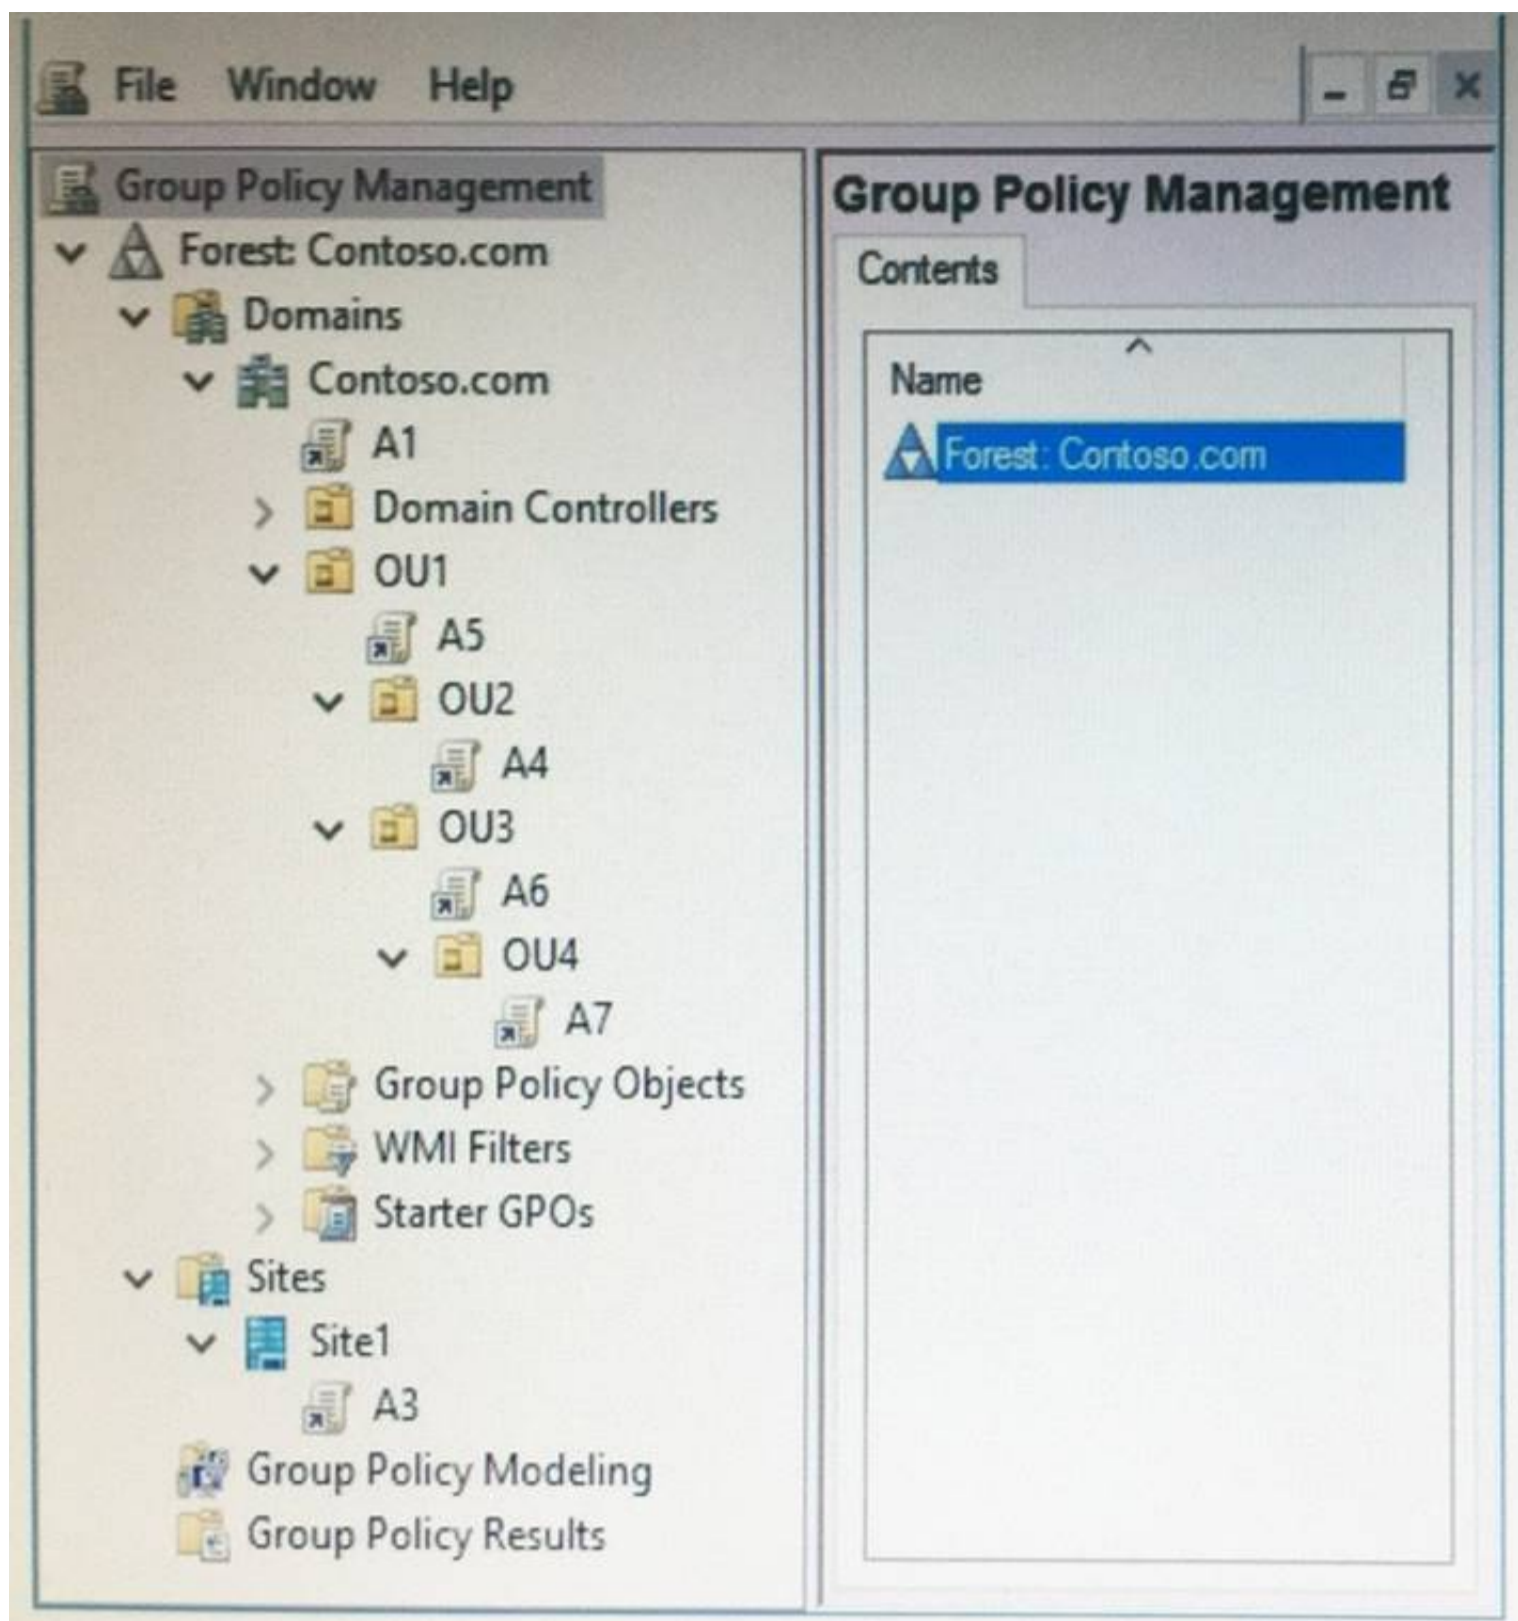 File Window Help
Group Policy Management
Forest: Contoso.com
Domains
Contoso.com
A1
Domain Controllers
OU1
A5
OU2
A4
OU3
A6
OU4
A7
Group Policy Objects
WMI Filters
Starter GPOs
Sites
Site1
A3
Group Policy Modeling
Group Policy Results
Group Policy Management
Contents
Name
Forest: Contoso.com